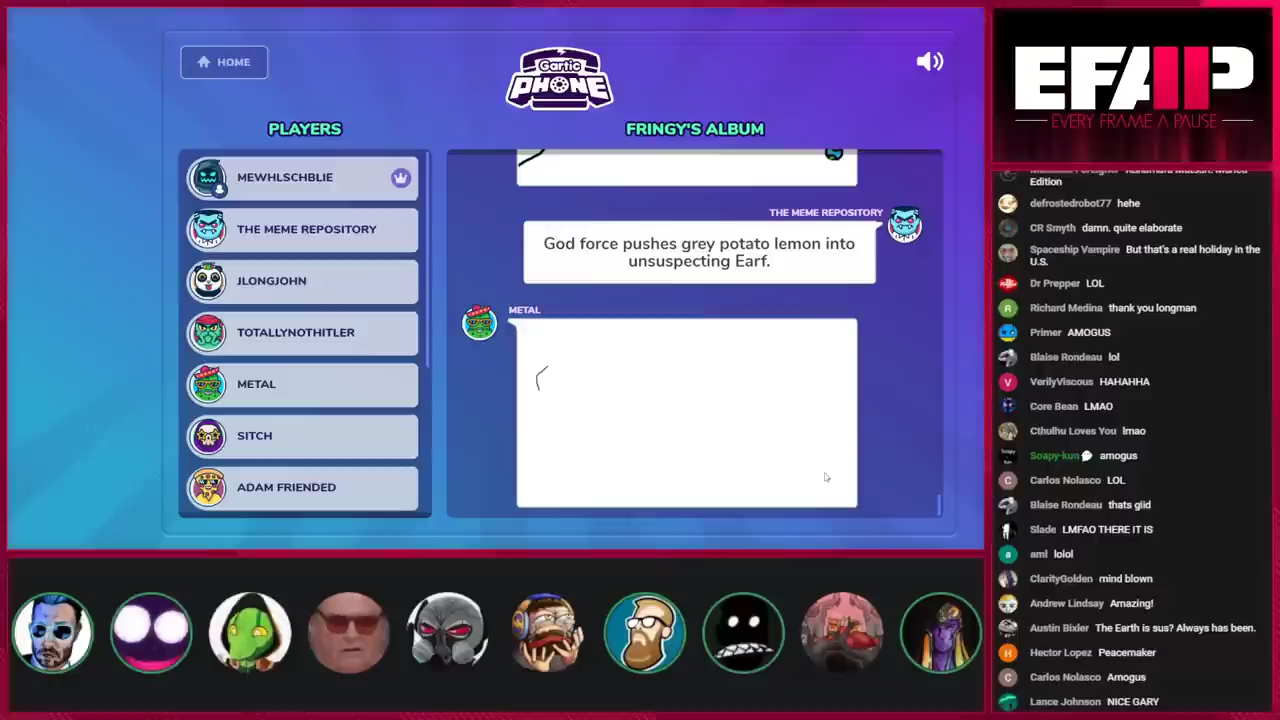 HOME
Gartic
PHONE
PLAYERS
FRINGY'S ALBUM
MEWHLSCHBLIE
THE MEME REPOSITORY
JLONGJOHN
TOTALLYNOTHITLER
METAL
SITCH
ADAM FRIENDED
THE MEME REPOSITORY
God force pushes grey potato lemon into
unsuspecting Earf.
METAL
EFAP
EVERY FRAME A PAUSE
Edition
defrostedrobot77 hehe
CR Smyth damn. quite elaborate
Spaceship Vampire But that's a real holiday in the
U.S.
Dr Prepper LOL
Richard Medina thank you longman
Primer AMOGUS
Blaise Rondeau lol
VerilyViscous HAHAHHA
Core Bean LMAO
Cthulhu Loves You lmao
Soapy-kun amogus
Carlos Nolasco LOL
Blaise Rondeau thats giid
Slade LMFAO THERE IT IS
aml lolol
ClarityGolden mind blown
Andrew Lindsay Amazing!
Austin Bixler The Earth is sus? Always has been.
Hector Lopez Peacemaker
Carlos Nolasco Amogus
Lance Johnson NICE GARY